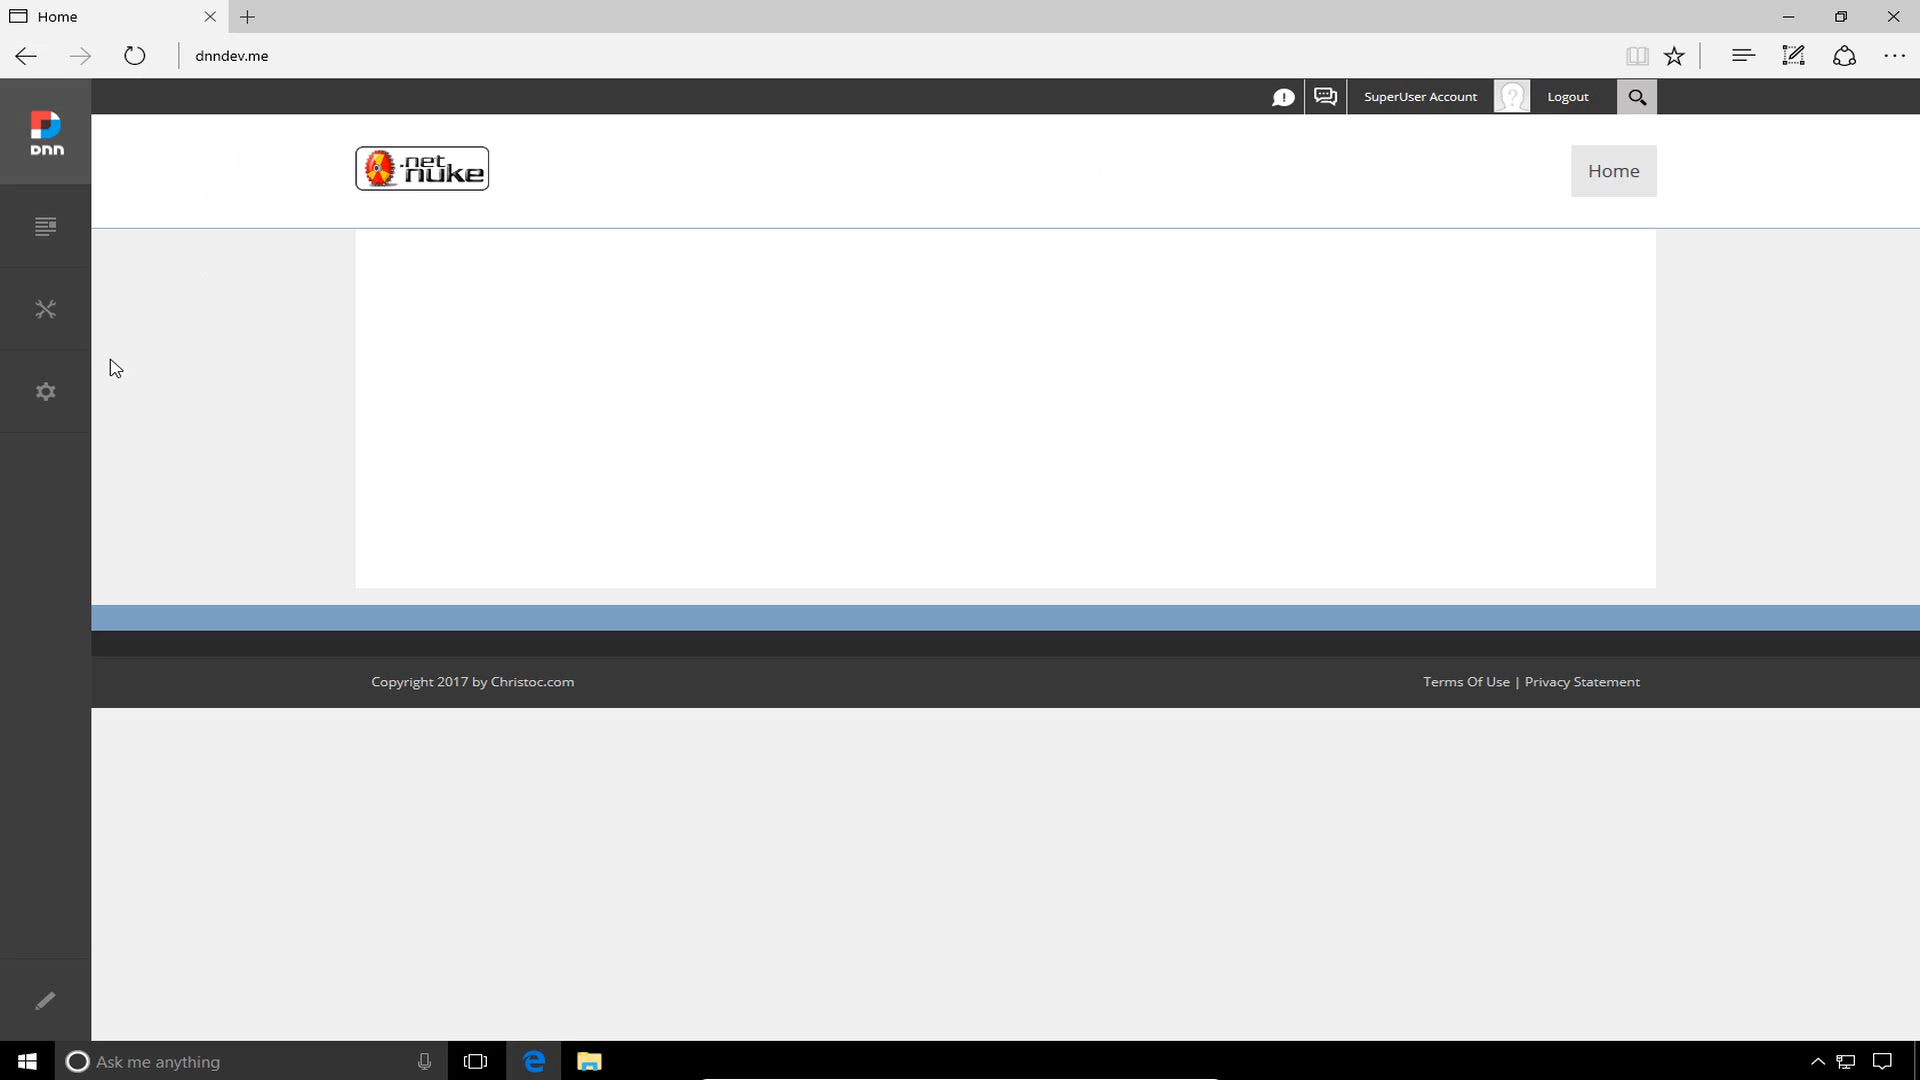 Home
dnndev.me
SuperUser Account
Logout
Dnn
.net
nuke
Home
Copyright 2017 by Christoc.com
Terms Of Use | Privacy Statement
Ask me anything